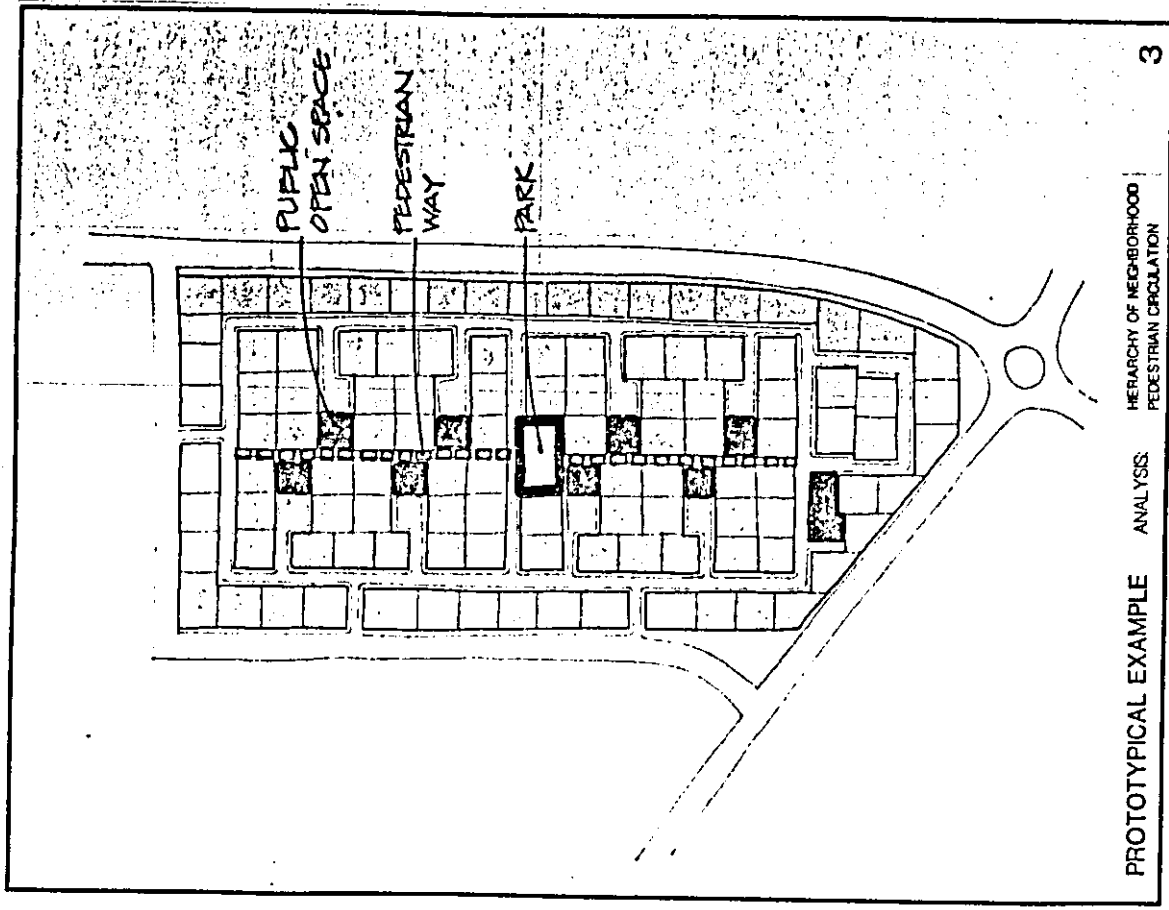 PUBLIC
OPEN SPACE
PEDESTRIAN
WAY
PARK
PROTOTYPICAL EXAMPLE
ANALYSIS:
HIERARCHY OF NEIGHBORHOOD
PEDESTRIAN CIRCULATION
3